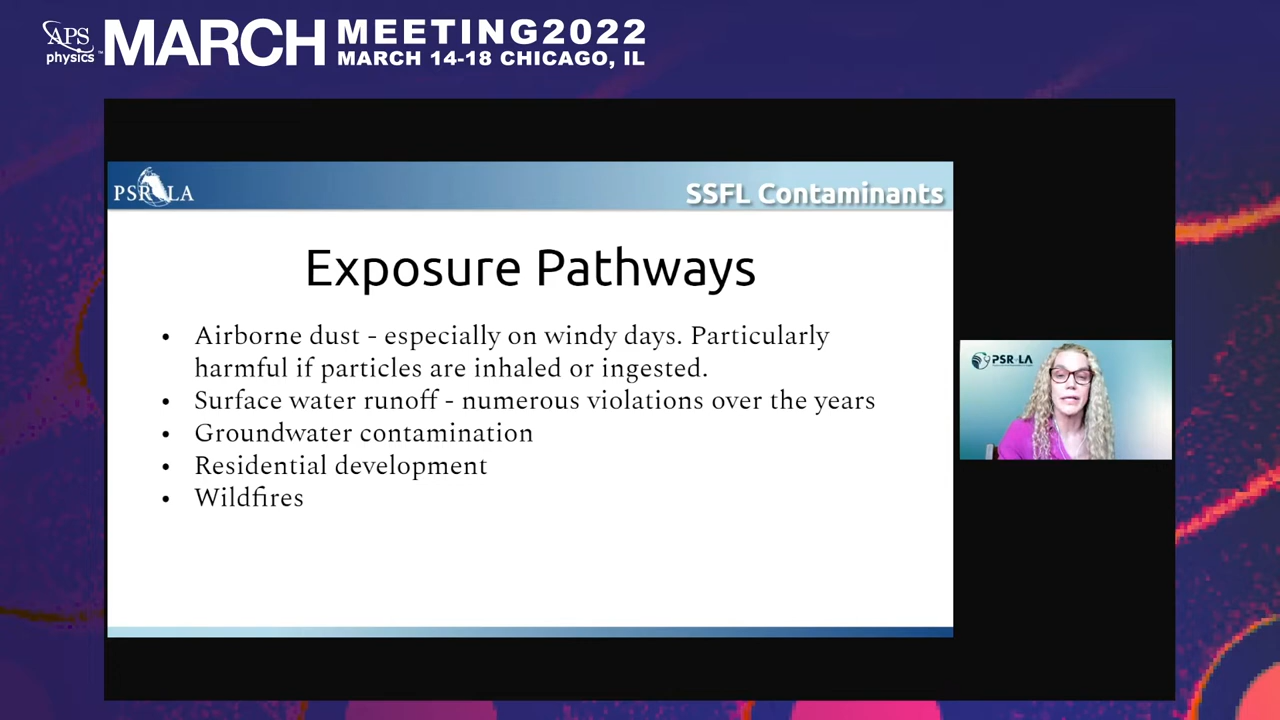 APS
physics
MARCH
MEETING2022
MARCH 14-18 CHICAGO, IL
PSR LA
SSFL Contaminants
Exposure Pathways
• Airborne dust - especially on windy days. Particularly
harmful if particles are inhaled or ingested.
• Surface water runoff - numerous violations over the years
• Groundwater contamination
• Residential development
• Wildfires
PSR-LA